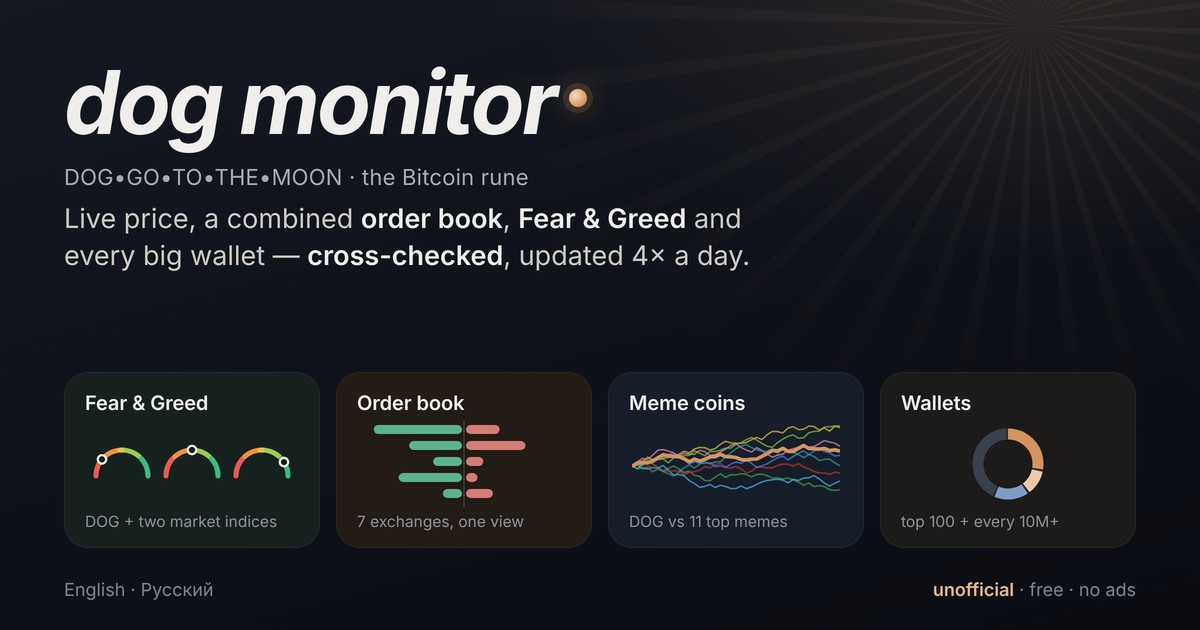 dog monitor
DOG•GO•TO•THE•MOON · the Bitcoin rune
Live price, a combined order book, Fear & Greed and
every big wallet — cross-checked, updated 4× a day.
Fear & Greed
DOG + two market indices
Order book
7 exchanges, one view
Meme coins
DOG vs 11 top memes
Wallets
top 100 + every 10M+
English · Русский
unofficial · free · no ads